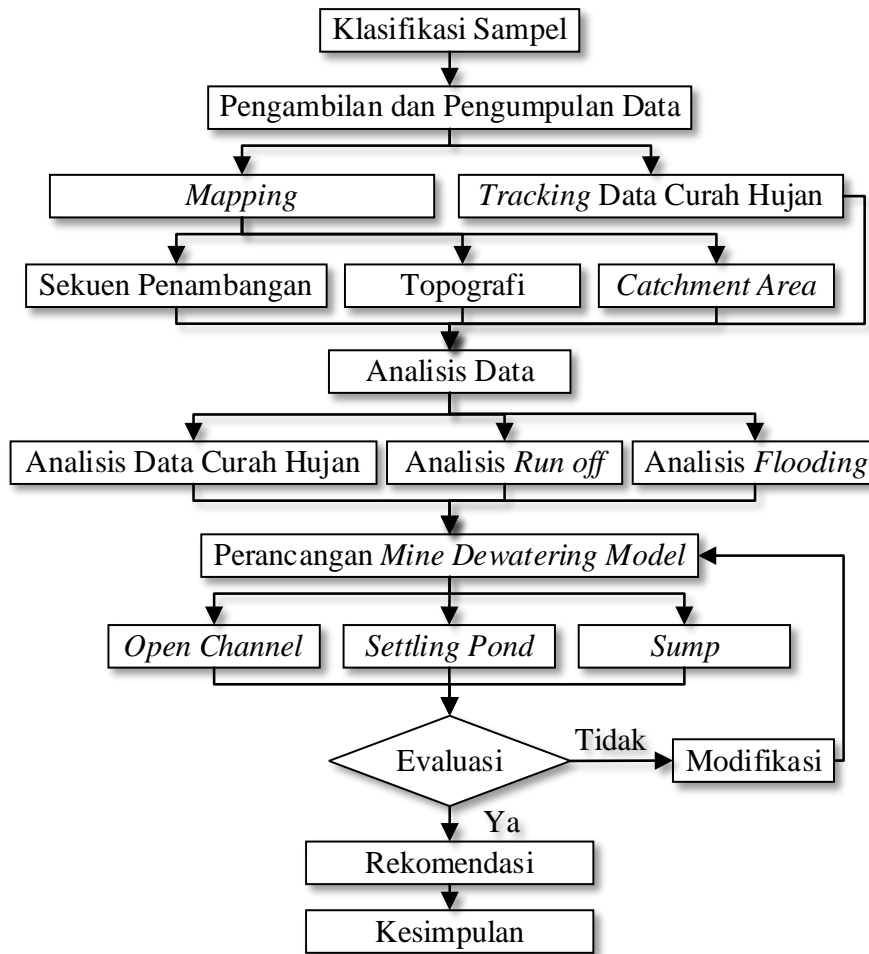 Klasifikasi Sampel
Pengambilan dan Pengumpulan Data
Mapping
Tracking Data Curah Hujan
Sekuen Penambangan
Topografi
Catchment Area
Analisis Data
Analisis Data Curah Hujan
Analisis Run off
Analisis Flooding
Perancangan Mine Dewatering Model
Open Channel
Settling Pond
Sump
Evaluasi
Tidak
Modifikasi
Ya
Rekomendasi
Kesimpulan